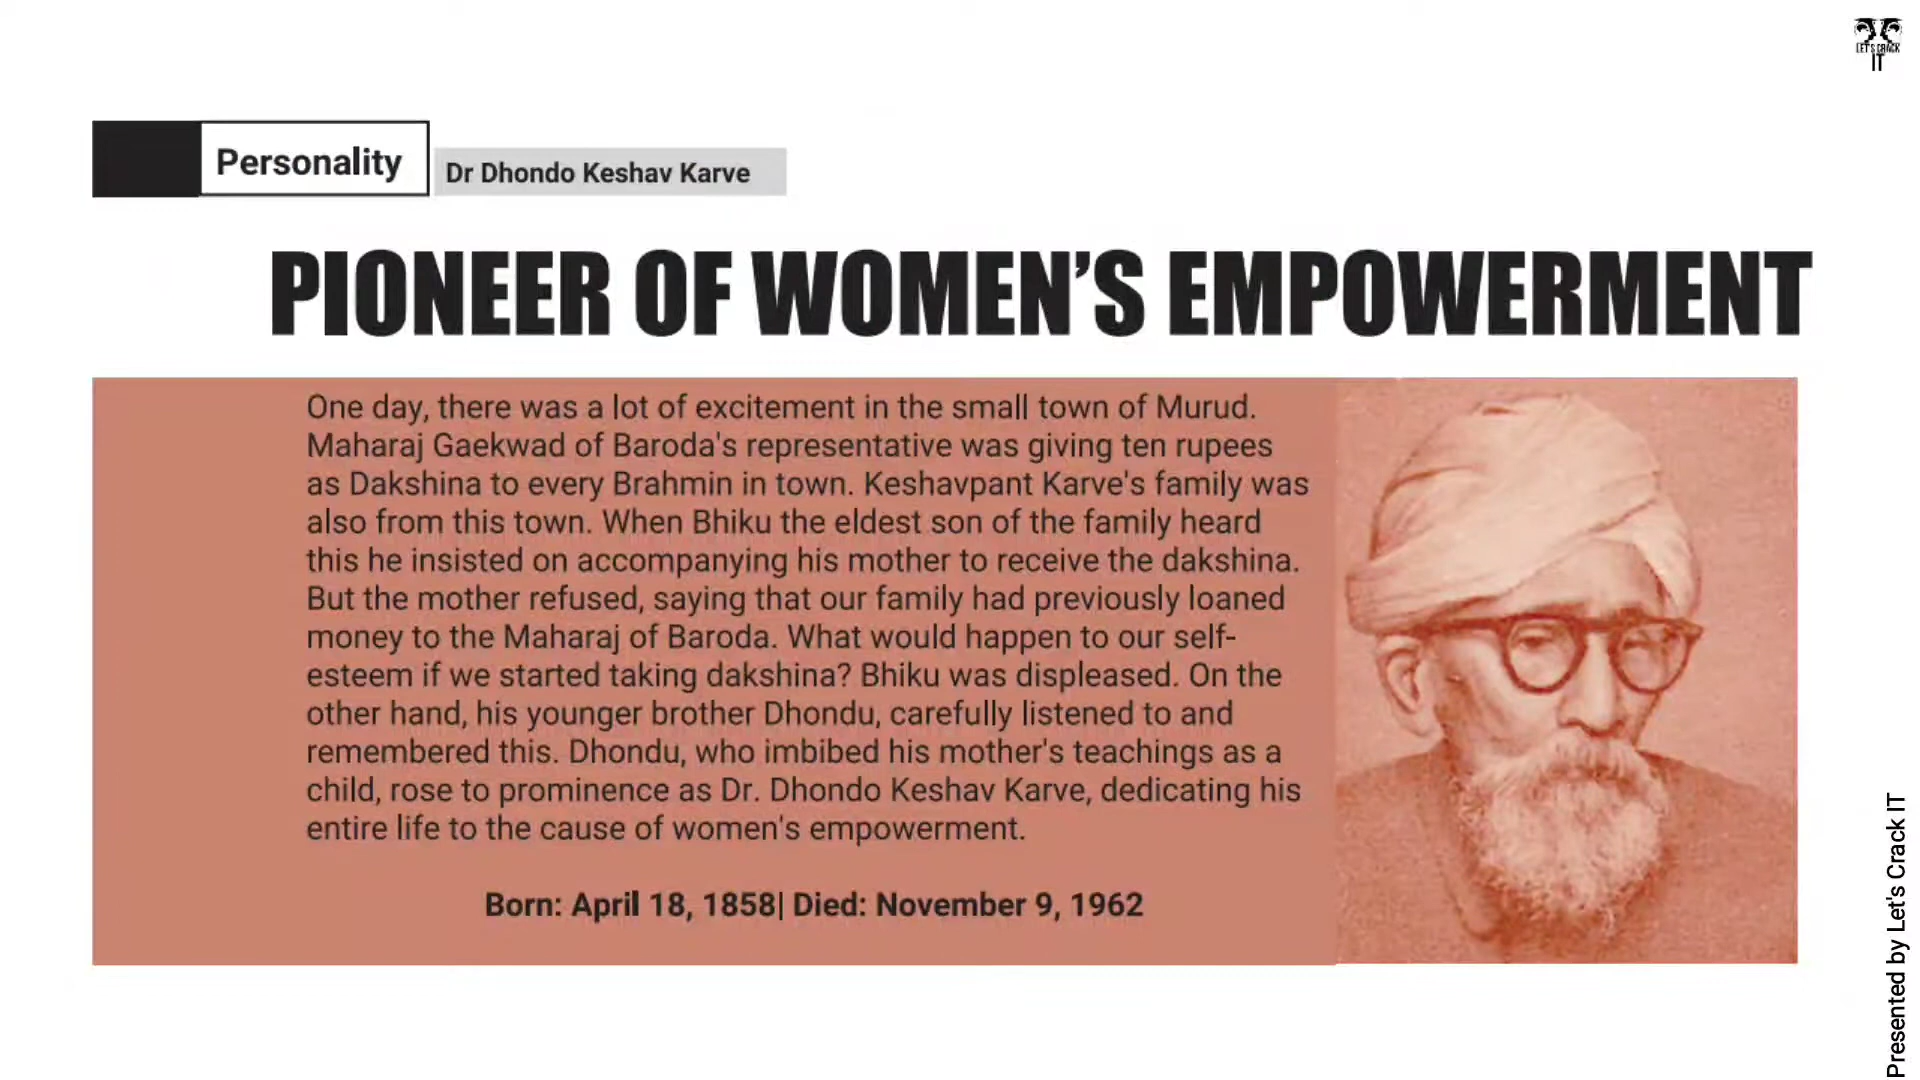 LET'S CRACK
IT
Personality
Dr Dhondo Keshav Karve
PIONEER OF WOMEN'S EMPOWERMENT
One day, there was a lot of excitement in the small town of Murud.
Maharaj Gaekwad of Baroda's representative was giving ten rupees
as Dakshina to every Brahmin in town. Keshavpant Karve's family was
also from this town. When Bhiku the eldest son of the family heard
this he insisted on accompanying his mother to receive the dakshina.
But the mother refused, saying that our family had previously loaned
money to the Maharaj of Baroda. What would happen to our self-
esteem if we started taking dakshina? Bhiku was displeased. On the
other hand, his younger brother Dhondu, carefully listened to and
remembered this. Dhondu, who imbibed his mother's teachings as a
child, rose to prominence as Dr. Dhondo Keshav Karve, dedicating his
entire life to the cause of women's empowerment.
Born: April 18, 1858| Died: November 9, 1962
Presented by Let's Crack IT